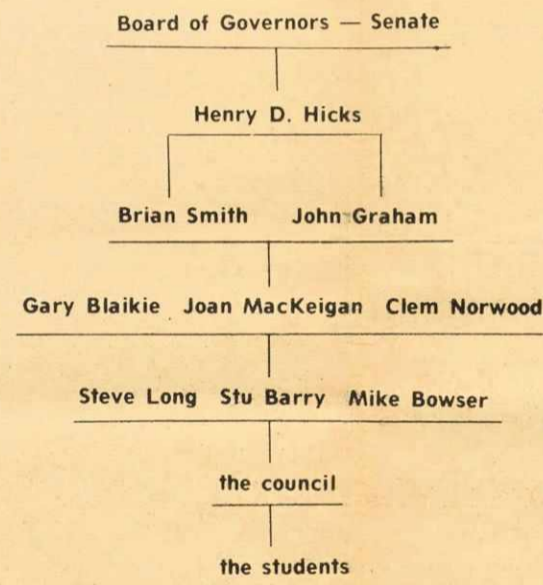 Board of Governors — Senate
Henry D. Hicks
Brian Smith John Graham
Gary Blaikie Joan MacKeigan Clem Norwood
Steve Long Stu Barry Mike Bowser
the council
the students